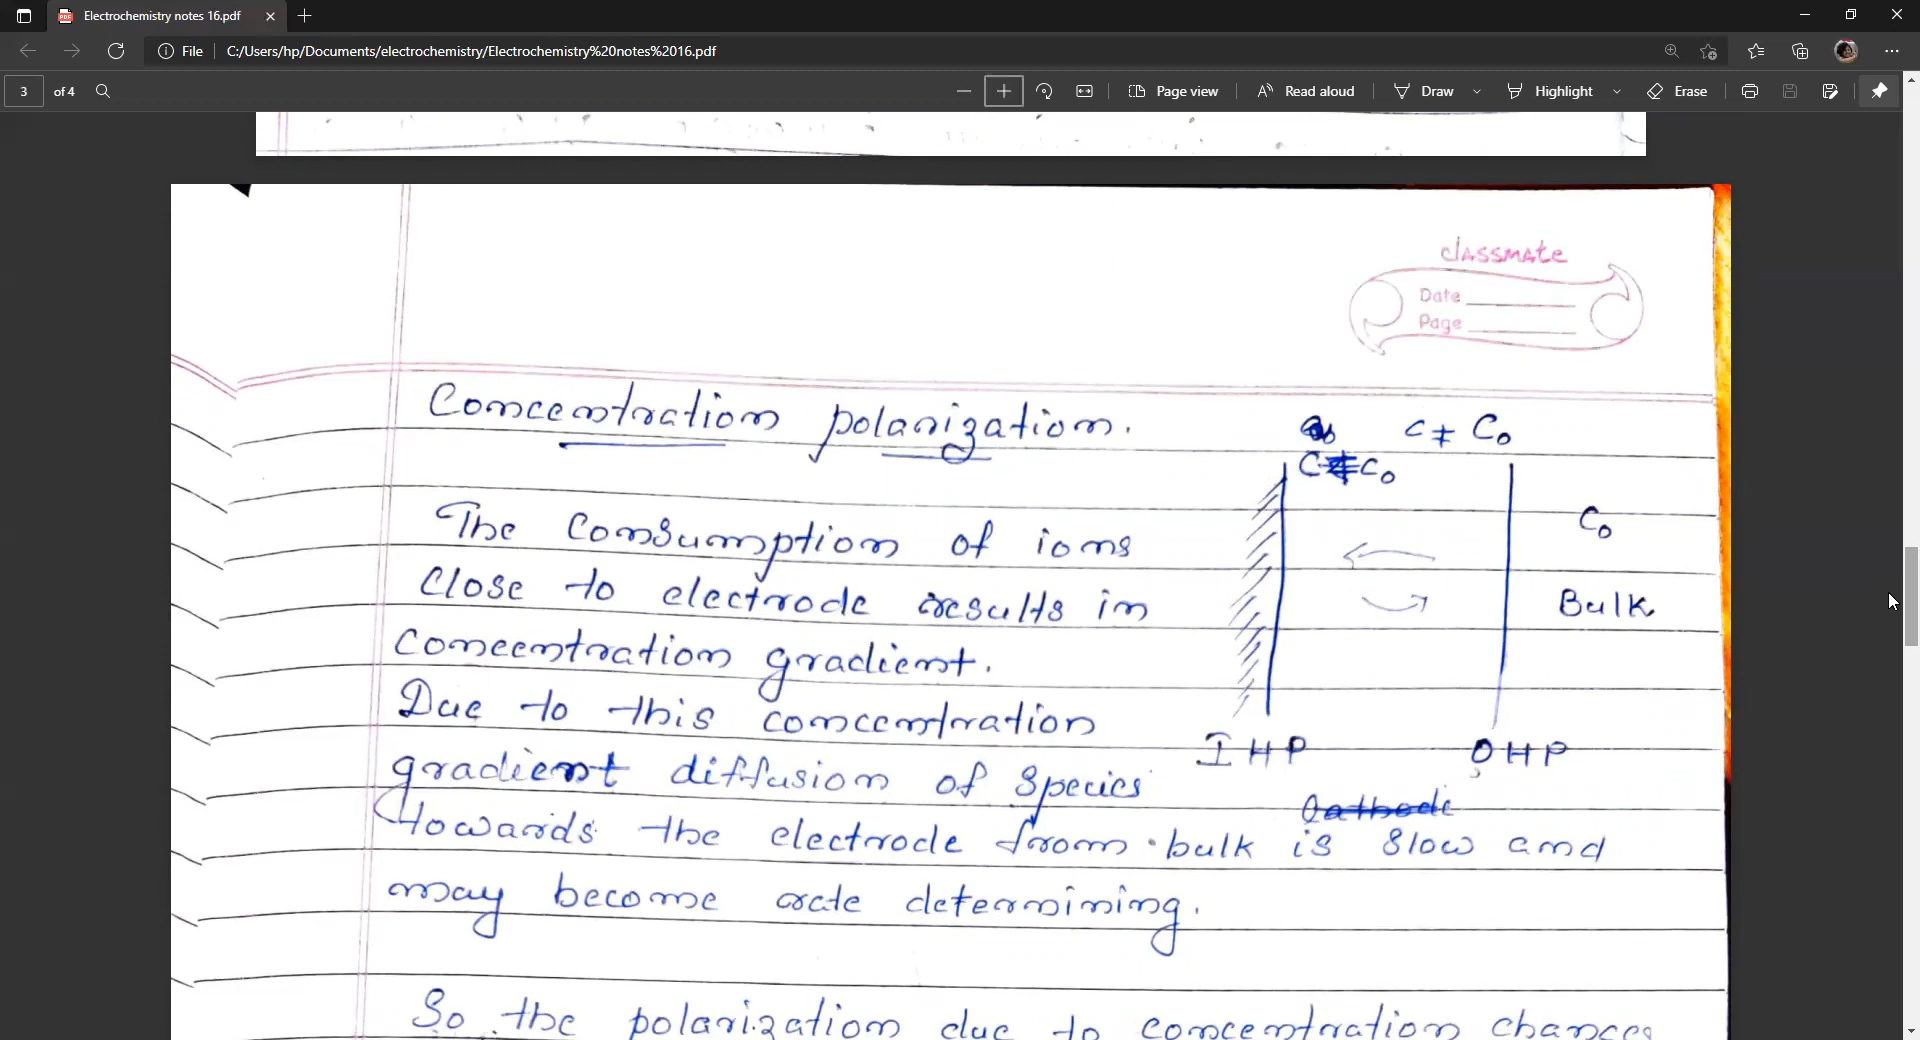 Electrochemistry notes 16.pdf
File C:/Users/hp/Documents/electrochemistry/Electrochemistry%20notes%2016.pdf
3 of 4 Page view Read aloud Draw Highlight Erase
classmate
Date
Page
Concentration polarization.
C ≠ Co
C Co
The consumption of ions
Co
close to electrode results in
Bulk
concentration gradient.
Due to this concentration
IHP OHP
gradient diffusion of species
towards the electrode from bulk is slow and
may become rate determining.
So the polarization due to concentration changes